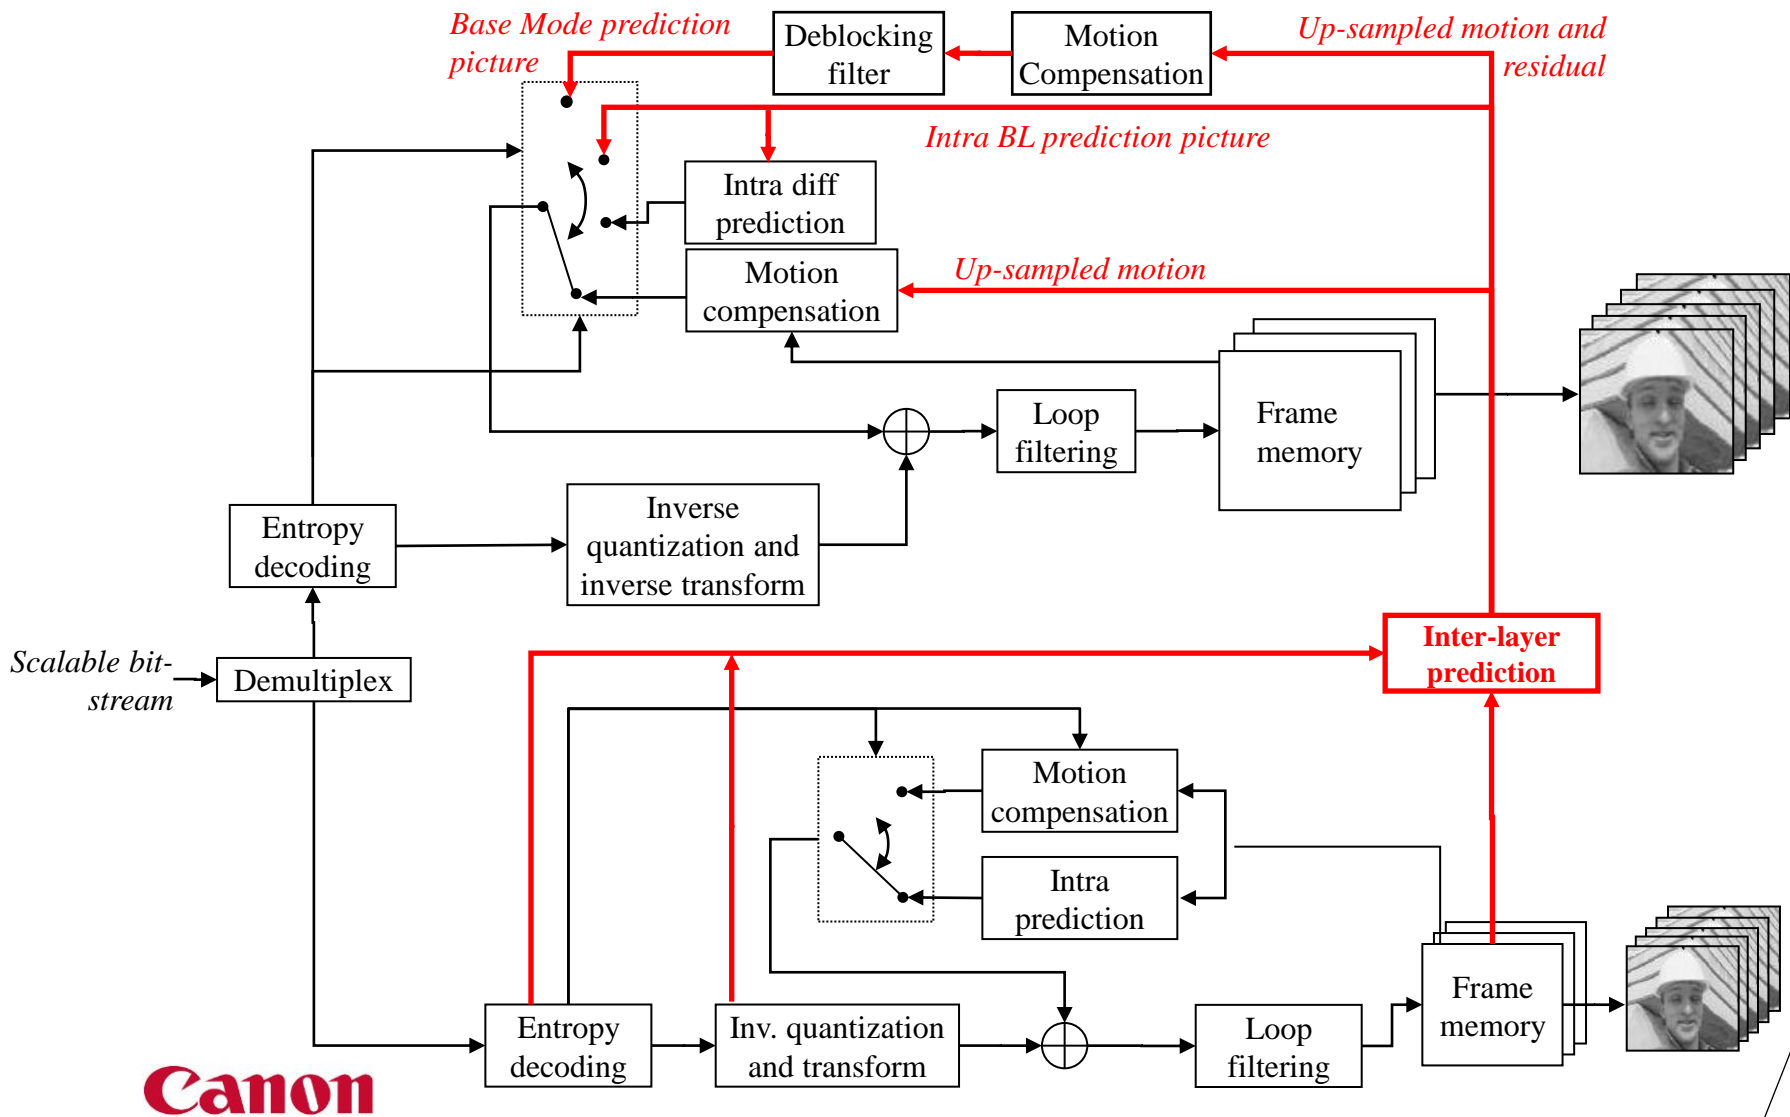 Base Mode prediction
picture
Deblocking
filter
Motion
Compensation
Up-sampled motion and
residual
Intra BL prediction picture
Intra diff
prediction
Motion
compensation
Up-sampled motion
Loop
filtering
Frame
memory
Entropy
decoding
Inverse
quantization and
inverse transform
Scalable bit-
stream
Demultiplex
Inter-layer
prediction
Motion
compensation
Intra
prediction
Entropy
decoding
Inv. quantization
and transform
Loop
filtering
Frame
memory
Canon